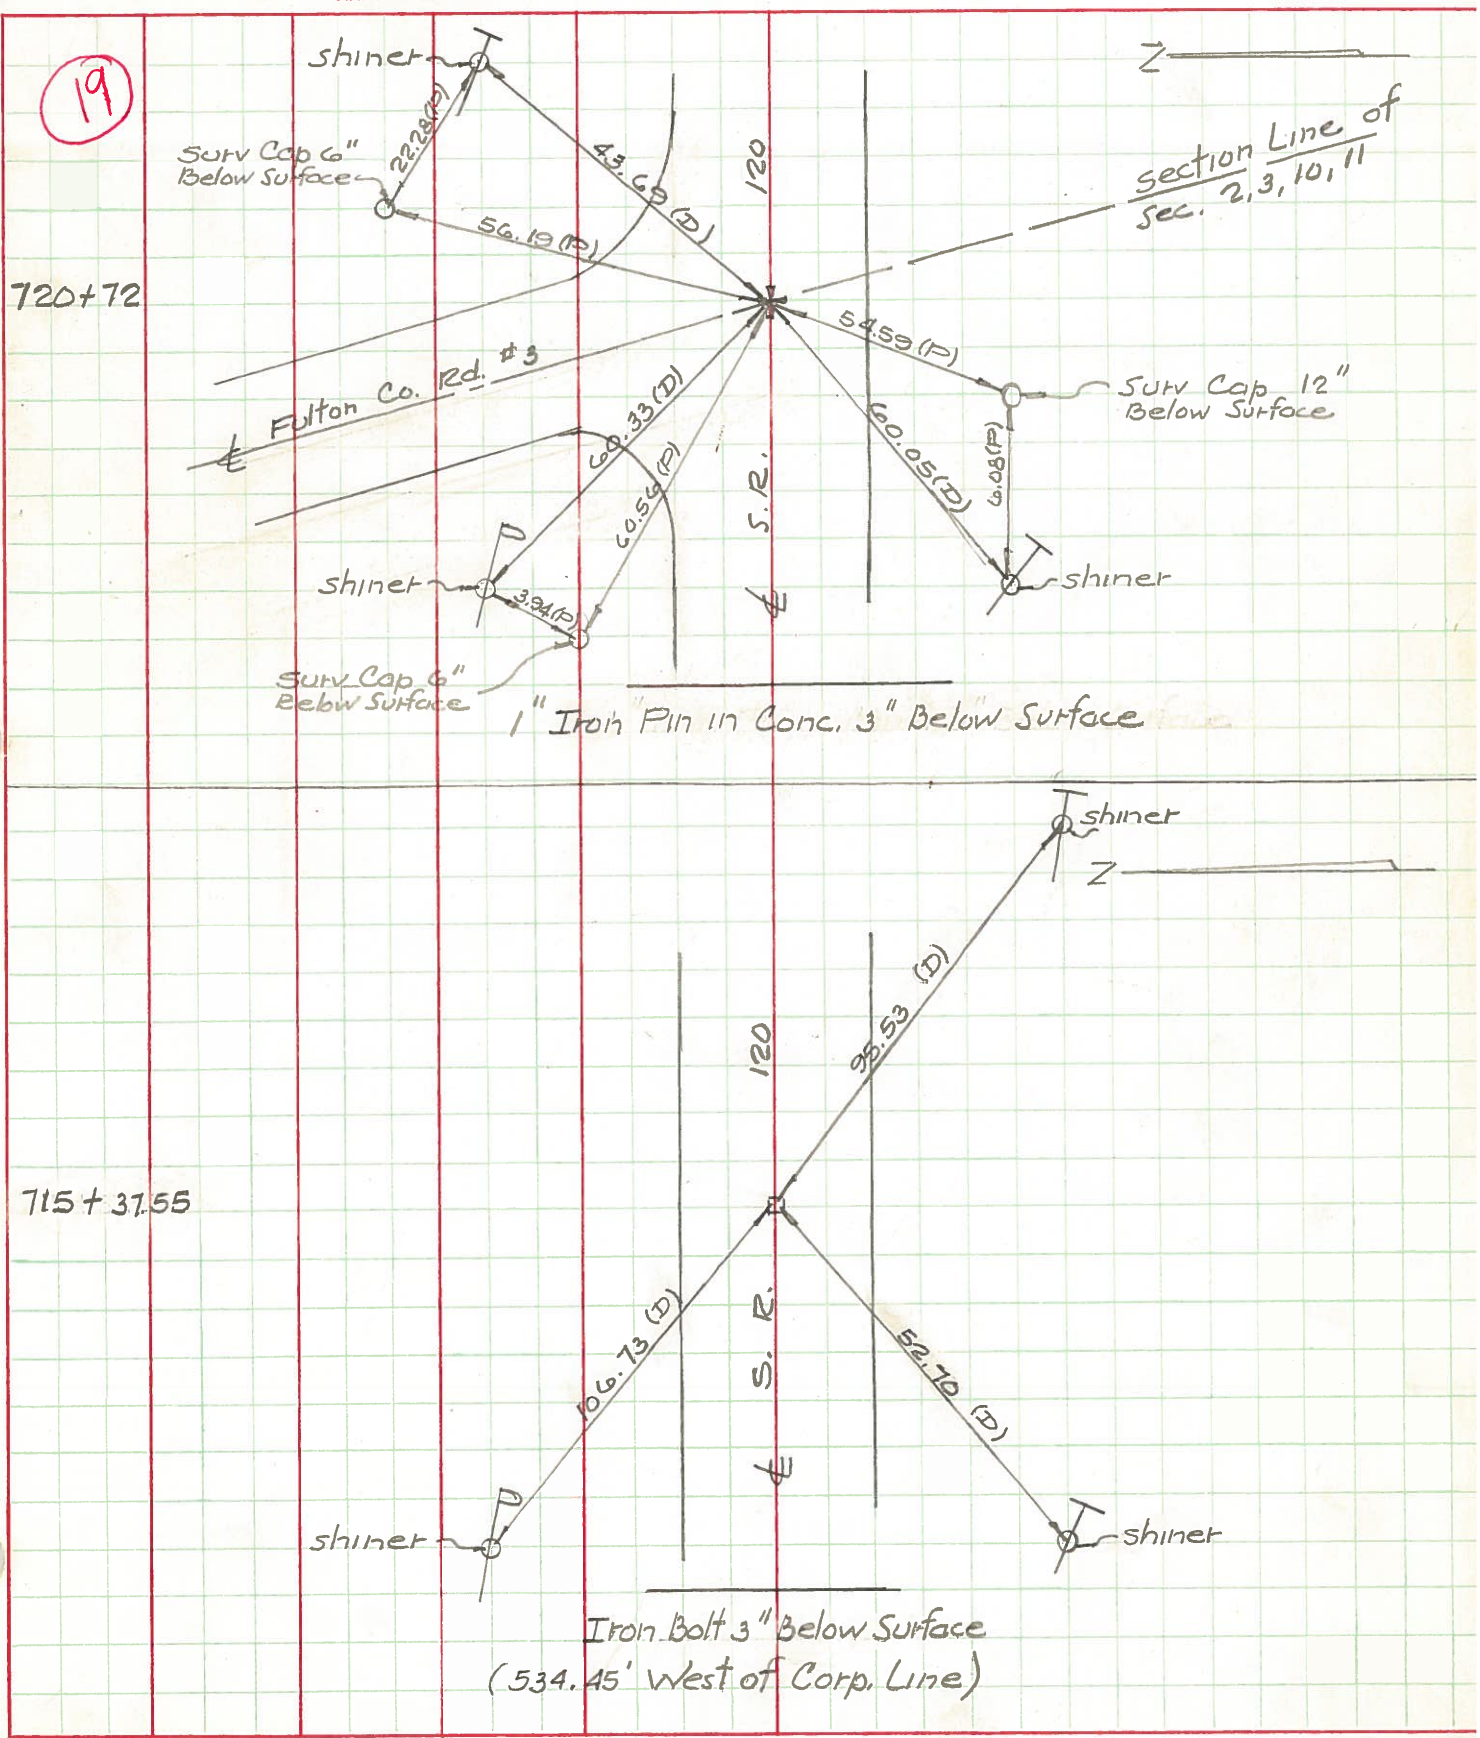 19
shiner
Z
22.28(P)
43.69(D)
120
Section Line of
Sec. 2,3,10,11
Surv Cap 6"
Below Surface
56.19(P)
720+72
54.59(P)
Surv Cap 12"
Below Surface
Fulton Co. Rd. #3
℄
60.33(D)
60.56(P)
60.05(D)
6.08(P)
S.R.
℄
shiner
3.94(P)
shiner
Surv Cap 6"
Below Surface
1" Iron Pin in Conc. 3" Below Surface
shiner
Z
95.53 (D)
120
715+37.55
106.73 (D)
S. R.
52.70 (D)
℄
shiner
shiner
Iron Bolt 3" Below Surface
(534.45' West of Corp. Line)